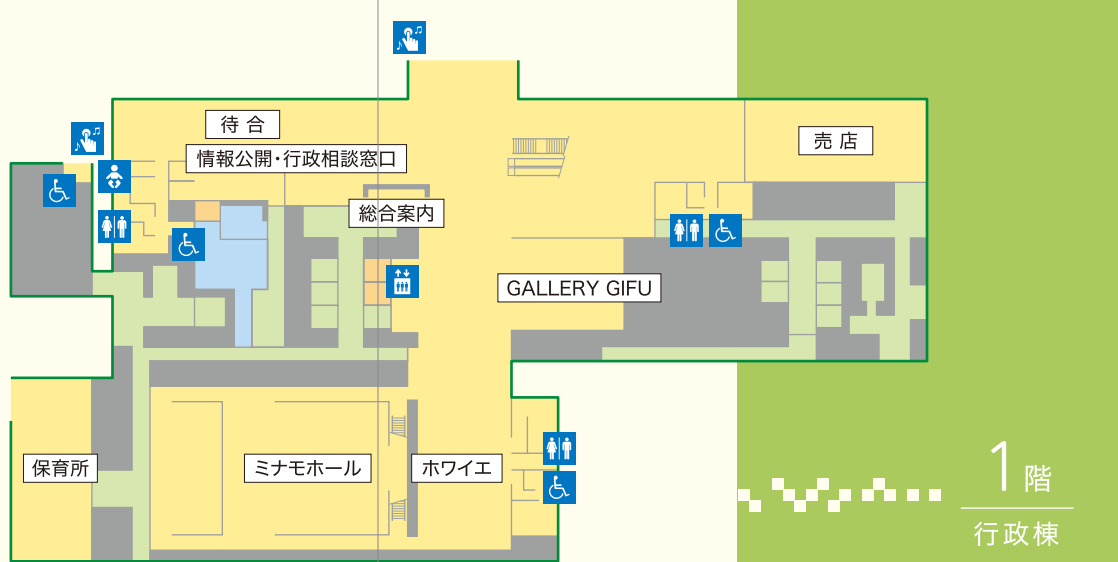 待合
情報公開・行政相談窓口
売店
総合案内
GALLERY GIFU
保育所
ミナモホール
ホワイエ
1階
行政棟